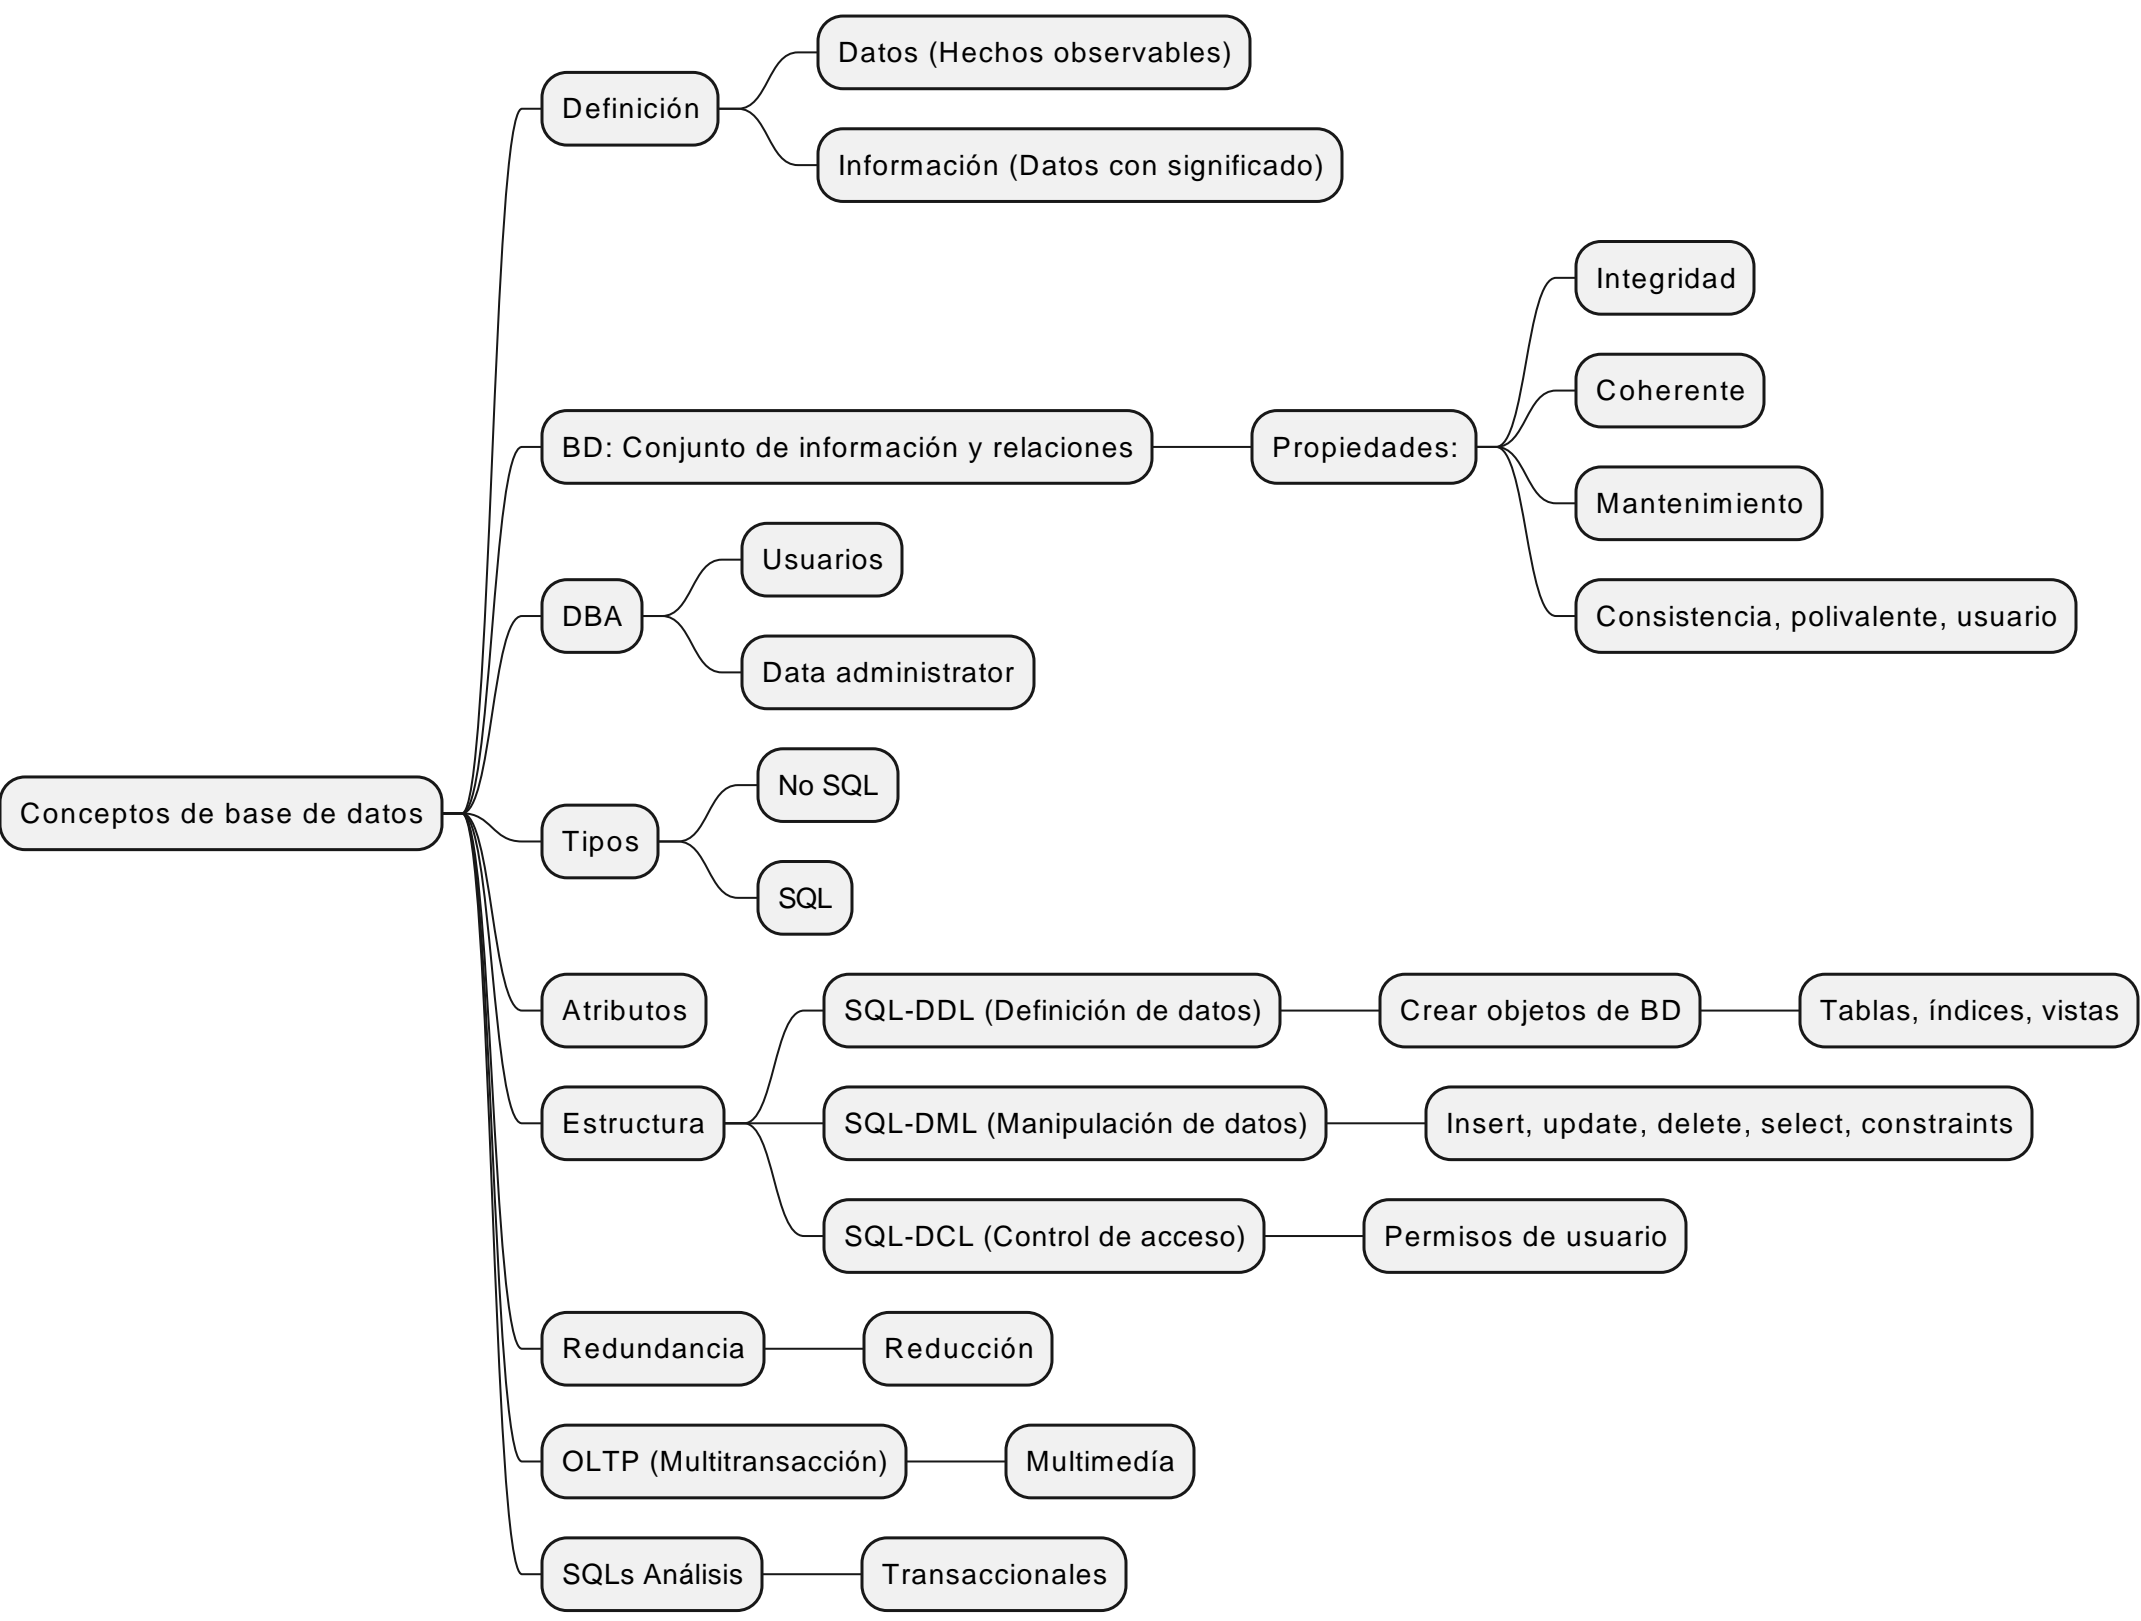 Conceptos de base de datos
Definición
Datos (Hechos observables)
Información (Datos con significado)
BD: Conjunto de información y relaciones
Propiedades:
Integridad
Coherente
Mantenimiento
Consistencia, polivalente, usuario
DBA
Usuarios
Data administrator
Tipos
No SQL
SQL
Atributos
Estructura
SQL-DDL (Definición de datos)
Crear objetos de BD
Tablas, índices, vistas
SQL-DML (Manipulación de datos)
Insert, update, delete, select, constraints
SQL-DCL (Control de acceso)
Permisos de usuario
Redundancia
Reducción
OLTP (Multitransacción)
Multimedía
SQLs Análisis
Transaccionales